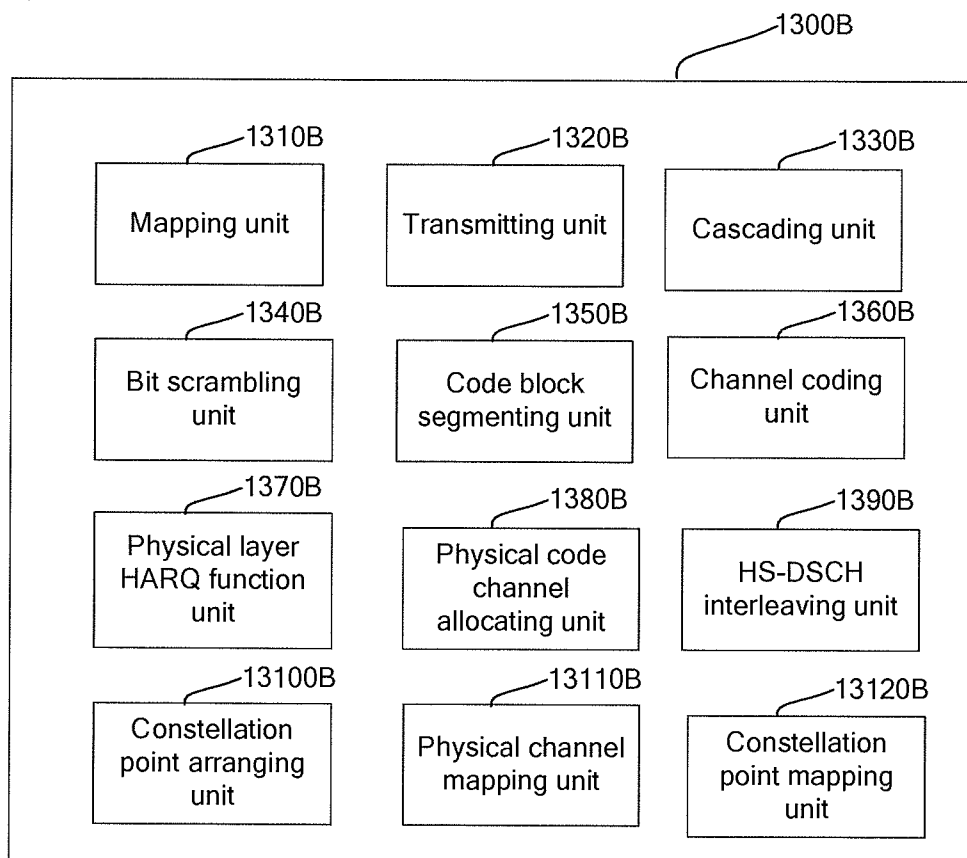 1300B
1310B
1320B
1330B
Mapping unit
Transmitting unit
Cascading unit
1340B
1350B
1360B
Bit scrambling
unit
Code block
segmenting unit
Channel coding
unit
1370B
1380B
1390B
Physical layer
HARQ function
unit
Physical code
channel
allocating unit
HS-DSCH
interleaving unit
13100B
13110B
13120B
Constellation
point arranging
unit
Physical channel
mapping unit
Constellation
point mapping
unit